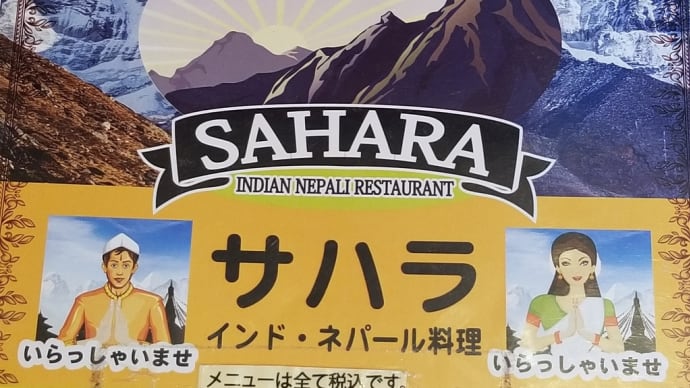 SAHARA
INDIAN NEPALI RESTAURANT
サハラ
インド・ネパール料理
いらっしゃいませ
いらっしゃいませ
メニューは全て税込です。